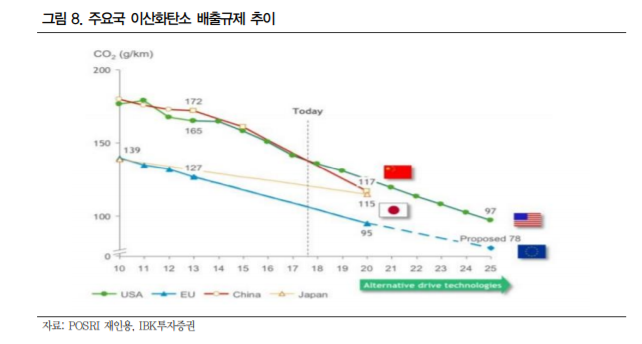 그림 8. 주요국 이산화탄소 배출규제 추이
CO₂ (g/km)
200
172
Today
165
150
139
127
117
115
100
97
95
Proposed 78
0
10 11 12 13 14 15 16 17 18 19 20 21 22 23 24 25
USA EU China Japan
Alternative drive technologies
자료: POSRI 재인용, IBK투자증권